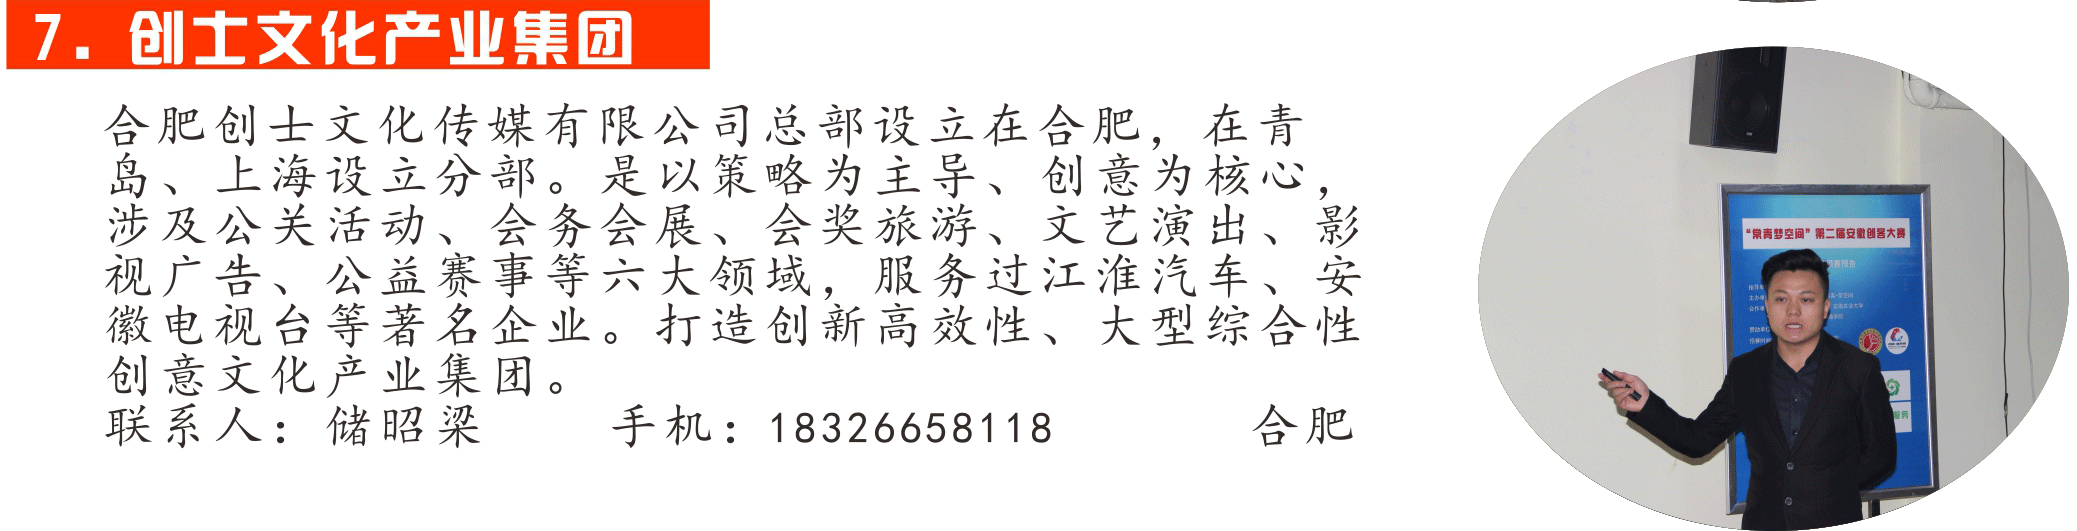 7. 创士文化产业集团
合肥创士文化传媒有限公司总部设立在合肥，在青
岛、上海设立分部。是以策略为主导、创意为核心，
涉及公关活动、会务会展、会奖旅游、文艺演出、影
视广告、公益赛事等六大领域，服务过江淮汽车、安
徽电视台等著名企业。打造创新高效性、大型综合性
创意文化产业集团。
联系人：储昭梁 手机：18326658118 合肥
“常青梦空间”第二届安徽创客大赛